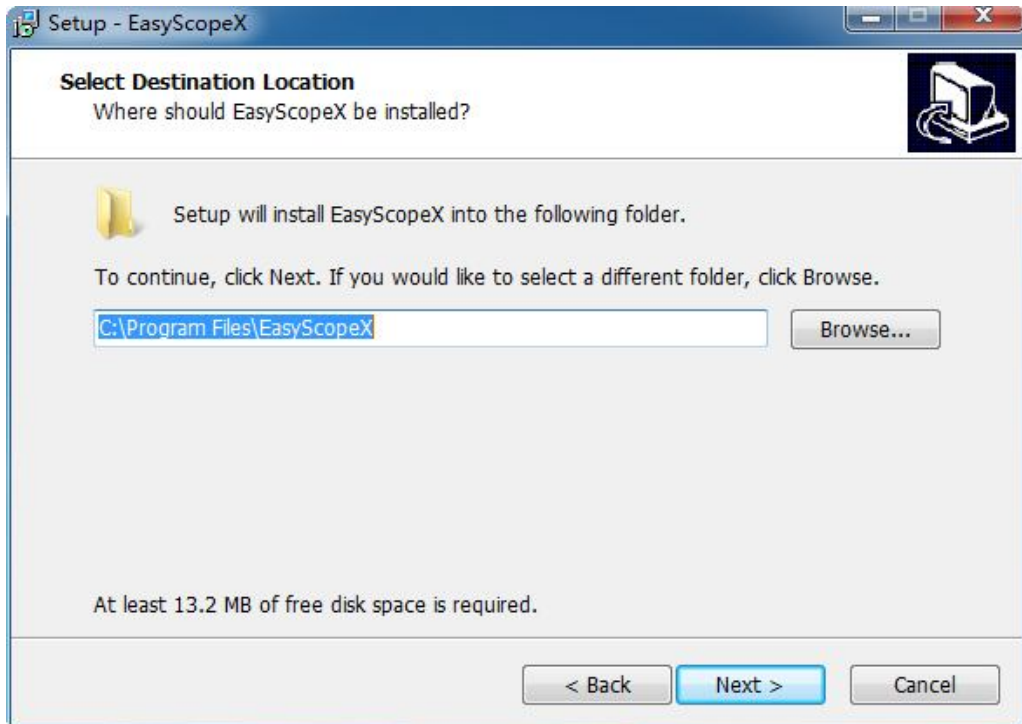 Setup - EasyScopeX
Select Destination Location
Where should EasyScopeX be installed?
Setup will install EasyScopeX into the following folder.
To continue, click Next. If you would like to select a different folder, click Browse.
C:\Program Files\EasyScopeX
Browse...
At least 13.2 MB of free disk space is required.
< Back
Next >
Cancel